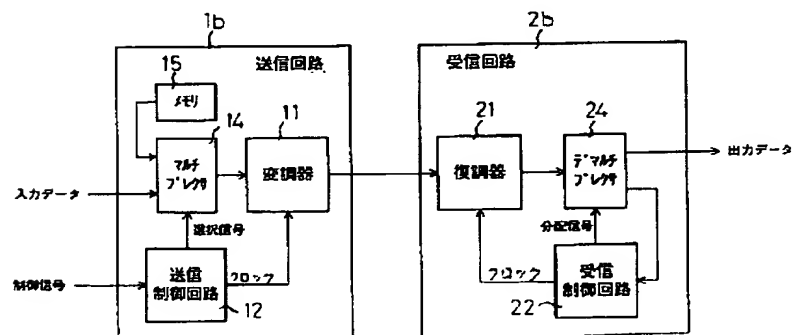 1b
送信回路
15
メモリ
14
マルチ
プレクサ
11
変調器
入力データ
選択信号
制御信号
送信
制御回路
12
クロック
2b
受信回路
21
復調器
24
デマルチ
プレクサ
出力データ
分配信号
クロック
受信
制御回路
22